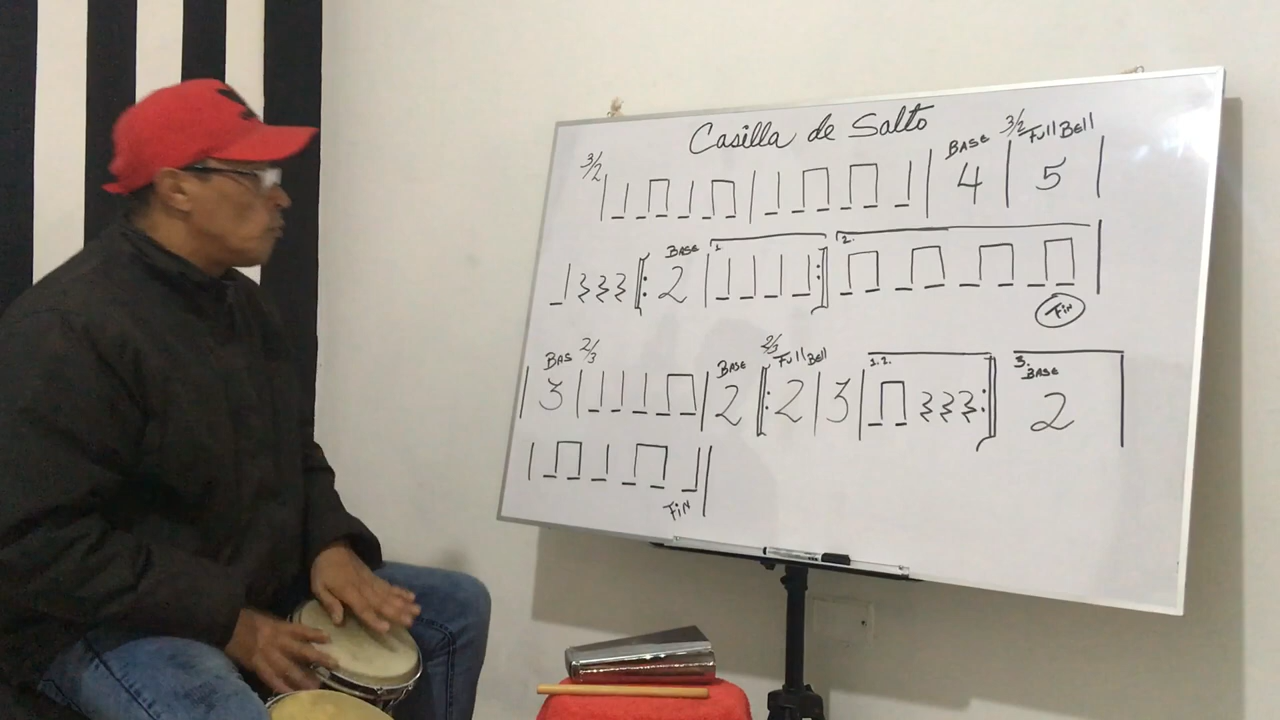 Casilla de Salto
3/2 BASE 4 3/2 Full Bell 5
BASE 2 1. 2. Fin
BAS 3 2/3 BASE 2 2/3 Full Bell 2 3 1.2. 3. BASE 2
FiN